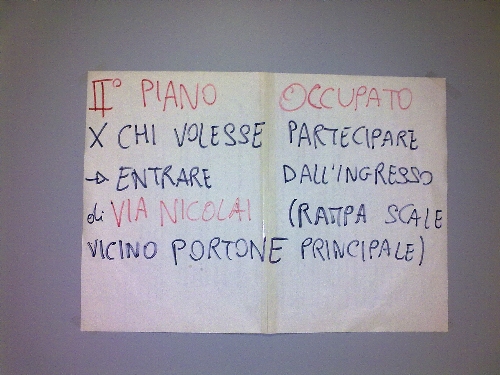 II° PIANO OCCUPATO
X CHI VOLESSE PARTECIPARE
→ ENTRARE DALL'INGRESSO
di VIA NICOLAI (RAMPA SCALE
VICINO PORTONE PRINCIPALE)